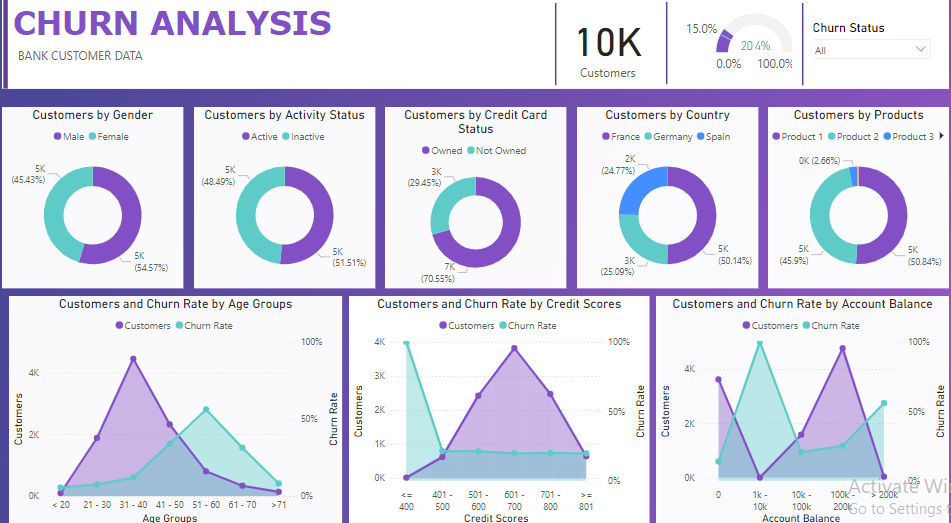 CHURN ANALYSIS
BANK CUSTOMER DATA
10K
Customers
15.0%
20.4%
0.0%
100.0%
Churn Status
All
Customers by Gender
Male
Female
5K
(45.43%)
5K
(54.57%)
Customers by Activity Status
Active
Inactive
5K
(48.49%)
5K
(51.51%)
Customers by Credit Card
Status
Owned
Not Owned
3K
(29.45%)
7K
(70.55%)
Customers by Country
France
Germany
Spain
2K
(24.77%)
3K
(25.09%)
5K
(50.14%)
Customers by Products
Product 1
Product 2
Product 3
0K (2.66%)
5K
(45.9%)
5K
(50.84%)
Customers and Churn Rate by Age Groups
Customers
Churn Rate
Customers
4K
2K
0K
100%
50%
0%
Churn Rate
< 20
21 - 30
31 - 40
41 - 50
51 - 60
61 - 70
>71
Age Groups
Customers and Churn Rate by Credit Scores
Customers
Churn Rate
Customers
4K
3K
2K
1K
0K
100%
50%
0%
Churn Rate
<=
400
401 -
500
501 -
600
601 -
700
701 -
800
>=
801
Credit Scores
Customers and Churn Rate by Account Balance
Customers
Churn Rate
Customers
4K
2K
0K
100%
50%
0%
Churn Rate
0
1k -
10k
10k -
100k
100k -
200k
> 200k
Account Balance
Activate Wi
Go to Settings